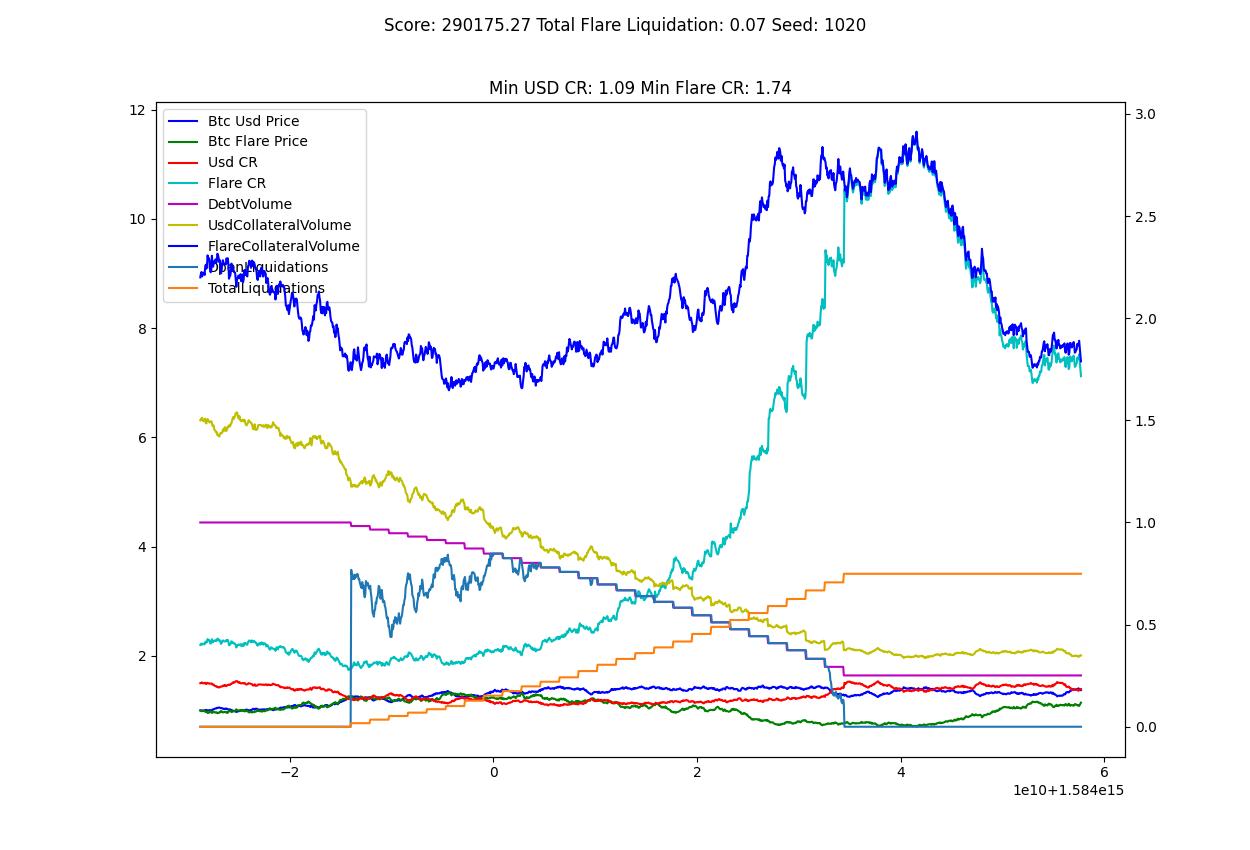 Score: 290175.27 Total Flare Liquidation: 0.07 Seed: 1020
Min USD CR: 1.09 Min Flare CR: 1.74
Btc Usd Price
Btc Flare Price
Usd CR
Flare CR
DebtVolume
UsdCollateralVolume
FlareCollateralVolume
OpenLiquidations
TotalLiquidations
12
10
8
6
4
2
3.0
2.5
2.0
1.5
1.0
0.5
0.0
−2
0
2
4
6
1e10+1.584e15